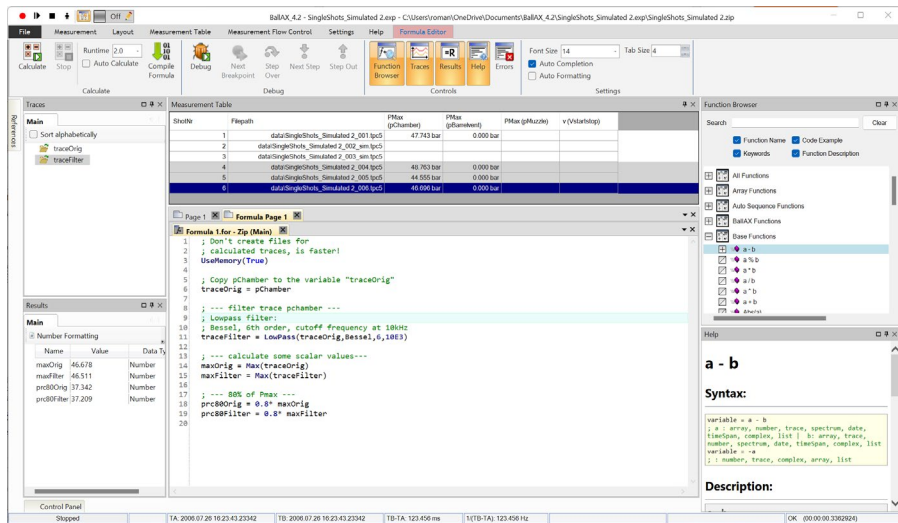 Off
BallAX_4.2 - SingleShots_Simulated 2.exp - C:\Users\roman\OneDrive\Documents\BallAX_4.2\SingleShots_Simulated 2.exp\SingleShots_Simulated 2.zip
File Measurement Layout Measurement Table Measurement Flow Control Settings Help Formula Editor
Calculate Stop Runtime 2.0 Auto Calculate Compile Formula Debug Next Breakpoint Step Over Next Step Step Out Function Browser Traces Results Help Errors Font Size 14 Tab Size 4
Auto Completion
Auto Formatting
Calculate Debug Controls Settings
References
Traces
Main
Sort alphabetically
traceOrig
traceFilter
Measurement Table
ShotNr Filepath PMax (pChamber) PMax (pBarrelvent) PMax (pMuzzle) v (Vstartstop)
1 data\SingleShots_Simulated 2_001.tpc5 47.743 bar 0.000 bar
2 data\SingleShots_Simulated 2_002_sim.tpc5
3 data\SingleShots_Simulated 2_003_sim.tpc5
4 data\SingleShots_Simulated 2_004.tpc5 48.763 bar 0.000 bar
5 data\SingleShots_Simulated 2_005.tpc5 44.555 bar 0.000 bar
6 data\SingleShots_Simulated 2_006.tpc5 46.696 bar 0.000 bar
Page 1 Formula Page 1
Formula 1.for - Zip (Main)
1 ; Don't create files for
2 ; calculated traces, is faster!
3 UseMemory(True)
4
5 ; Copy pChamber to the variable "traceOrig"
6 traceOrig = pChamber
7
8 ; --- filter trace pchamber ---
9 ; Lowpass filter:
10 ; Bessel, 6th order, cutoff frequency at 10kHz
11 traceFilter = LowPass(traceOrig,Bessel,6,10E3)
12
13 ; --- calculate some scalar values---
14 maxOrig = Max(traceOrig)
15 maxFilter = Max(traceFilter)
16
17 ; --- 80% of Pmax ---
18 prc80Orig = 0.8* maxOrig
19 prc80Filter = 0.8* maxFilter
20
Results
Main
Number Formatting
Name Value Data Ty
maxOrig 46.678 Number
maxFilter 46.511 Number
prc80Orig 37.342 Number
prc80Filter 37.209 Number
Control Panel
Function Browser
Search Clear
Function Name Code Example
Keywords Function Description
All Functions
Array Functions
Auto Sequence Functions
BallAX Functions
Base Functions
a - b
a % b
a * b
a / b
a ^ b
a + b
Abs(s)
Help
a - b
Syntax:
variable = a - b
; a : array, number, trace, spectrum, date,
timeSpan, complex, list | b: array, trace,
number, spectrum, date, timeSpan, complex, list
variable = -a
; : number, trace, complex, array, list
Description:
Stopped TA: 2006.07.26 16:23:43.23342 TB: 2006.07.26 16:23:43.23342 TB-TA: 123.456 ms 1/(TB-TA): 123.456 Hz OK (00:00:00.3362924)